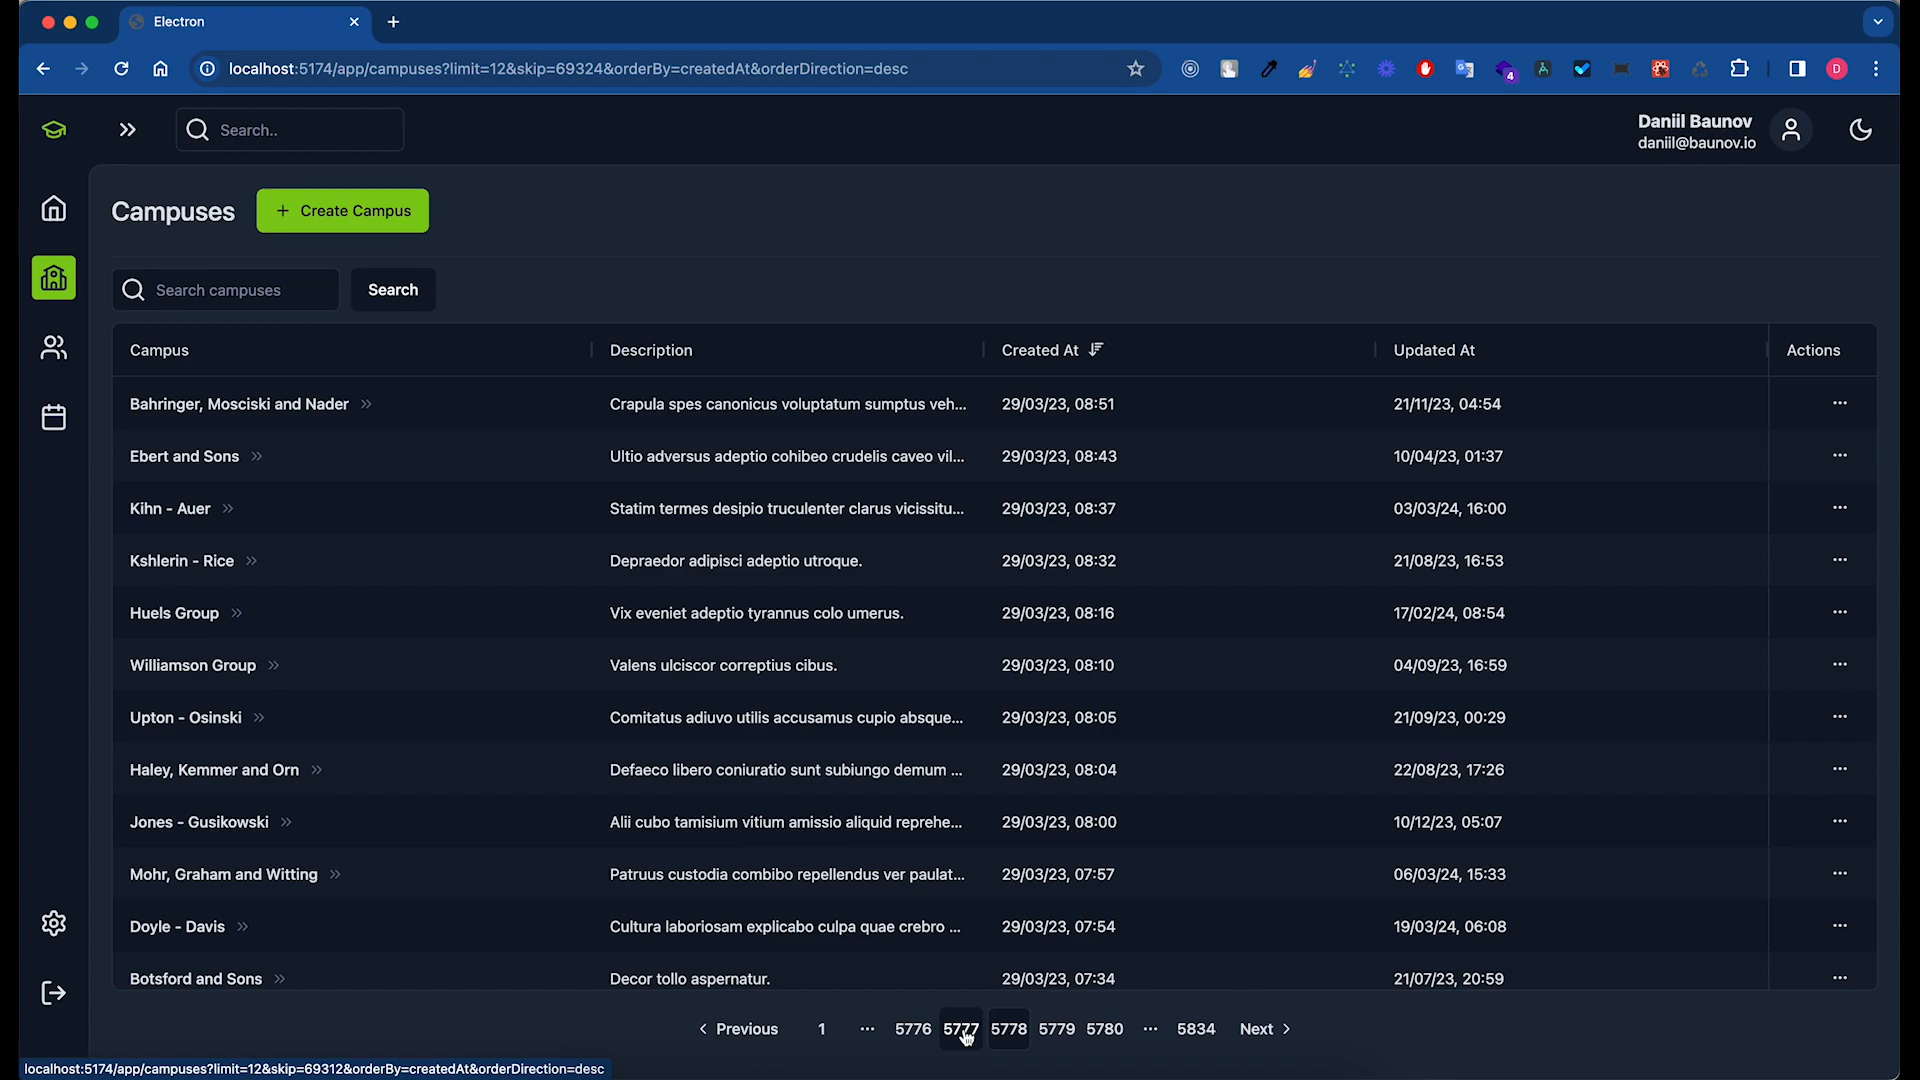 Electron
localhost:5174/app/campuses?limit=12&skip=69324&orderBy=createdAt&orderDirection=desc
4
D
Search..
Daniil Baunov
daniil@baunov.io
Campuses
+ Create Campus
Search campuses
Search
Campus Description Created At Updated At Actions
Bahringer, Mosciski and Nader » Crapula spes canonicus voluptatum sumptus veh... 29/03/23, 08:51 21/11/23, 04:54 ...
Ebert and Sons » Ultio adversus adeptio cohibeo crudelis caveo vil... 29/03/23, 08:43 10/04/23, 01:37 ...
Kihn - Auer » Statim termes desipio truculenter clarus vicissitu... 29/03/23, 08:37 03/03/24, 16:00 ...
Kshlerin - Rice » Depraedor adipisci adeptio utroque. 29/03/23, 08:32 21/08/23, 16:53 ...
Huels Group » Vix eveniet adeptio tyrannus colo umerus. 29/03/23, 08:16 17/02/24, 08:54 ...
Williamson Group » Valens ulciscor correptius cibus. 29/03/23, 08:10 04/09/23, 16:59 ...
Upton - Osinski » Comitatus adiuvo utilis accusamus cupio absque... 29/03/23, 08:05 21/09/23, 00:29 ...
Haley, Kemmer and Orn » Defaeco libero coniuratio sunt subiungo demum ... 29/03/23, 08:04 22/08/23, 17:26 ...
Jones - Gusikowski » Alii cubo tamisium vitium amissio aliquid reprehe... 29/03/23, 08:00 10/12/23, 05:07 ...
Mohr, Graham and Witting » Patruus custodia combibo repellendus ver paulat... 29/03/23, 07:57 06/03/24, 15:33 ...
Doyle - Davis » Cultura laboriosam explicabo culpa quae crebro ... 29/03/23, 07:54 19/03/24, 06:08 ...
Botsford and Sons » Decor tollo aspernatur. 29/03/23, 07:34 21/07/23, 20:59 ...
< Previous 1 ... 5776 5777 5778 5779 5780 ... 5834 Next >
localhost:5174/app/campuses?limit=12&skip=69312&orderBy=createdAt&orderDirection=desc